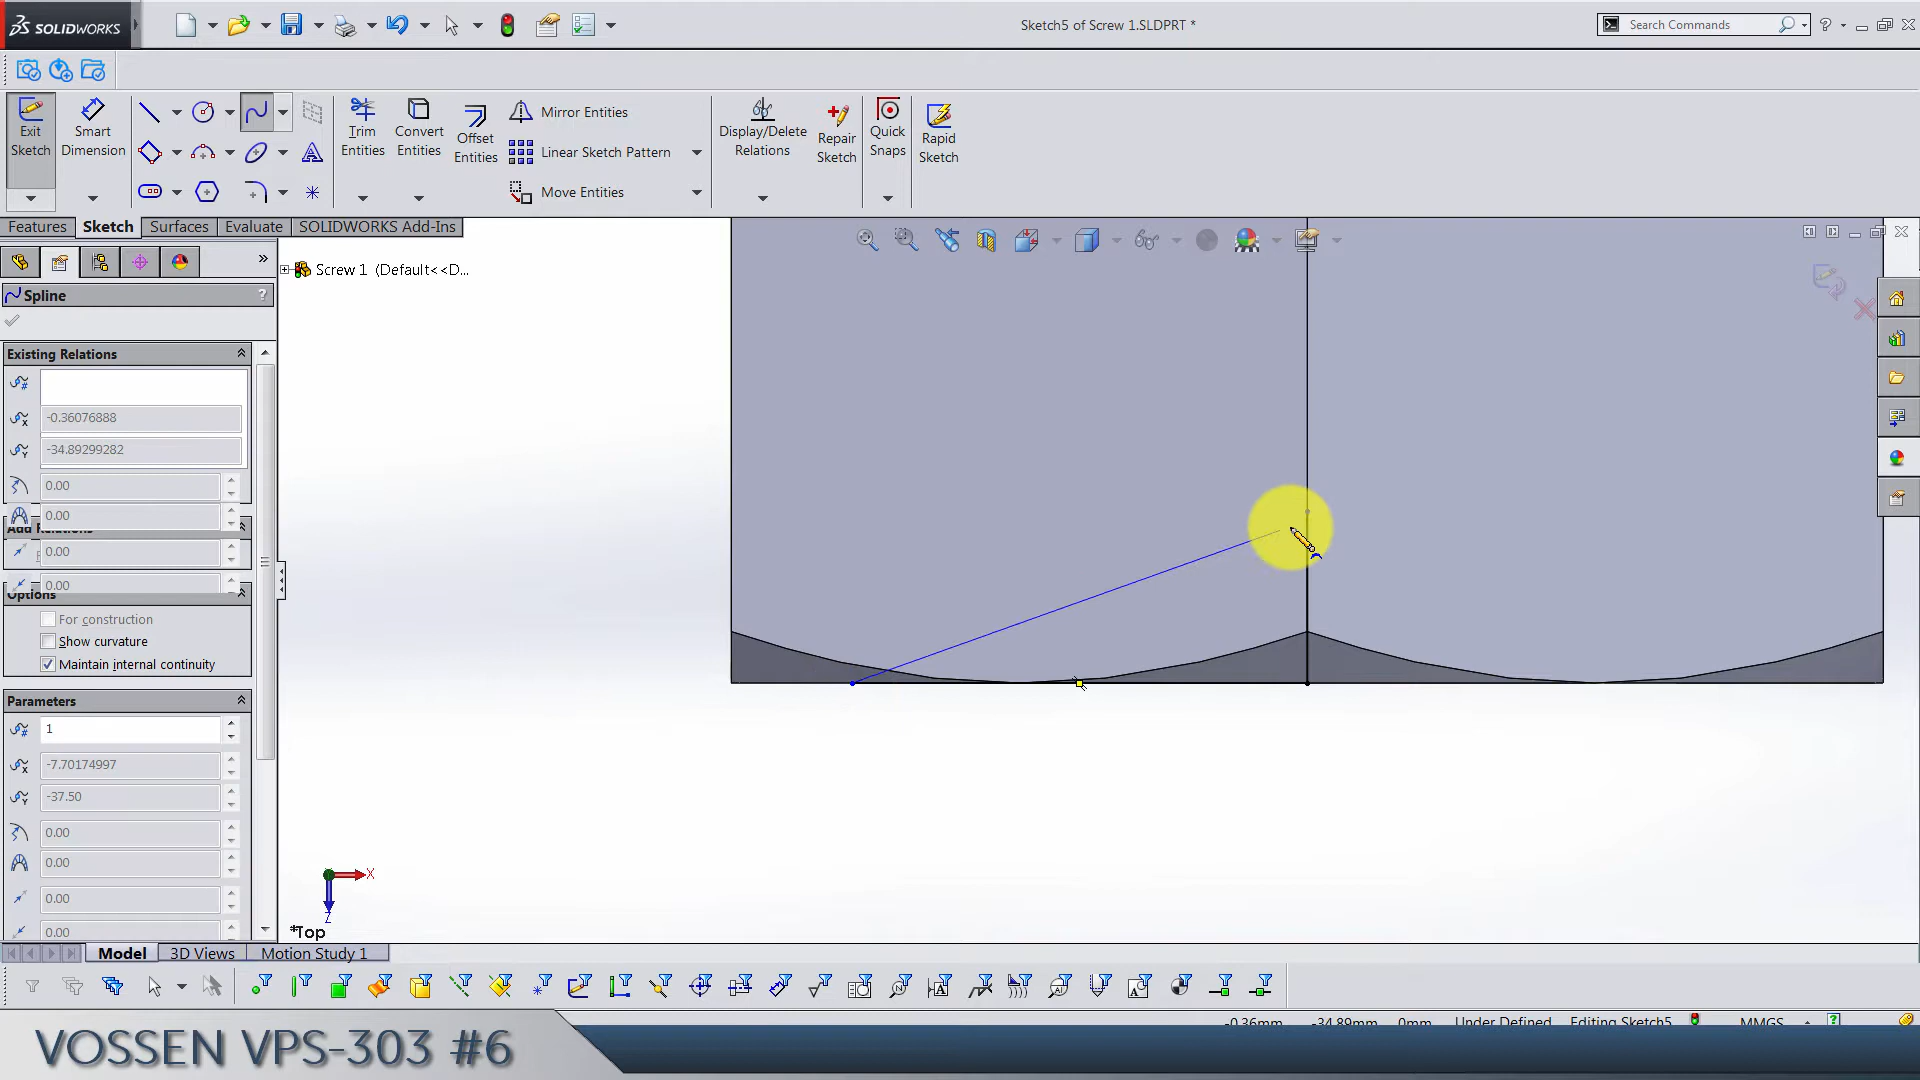 SOLIDWORKS
Sketch5 of Screw 1.SLDPRT *
Search Commands
Exit Sketch
Smart Dimension
Trim Entities
Convert Entities
Offset Entities
Mirror Entities
Linear Sketch Pattern
Move Entities
Display/Delete Relations
Repair Sketch
Quick Snaps
Rapid Sketch
Features Sketch Surfaces Evaluate SOLIDWORKS Add-Ins
Screw 1 (Default<<D...
Spline
Existing Relations
-0.36076888
-34.89299282
0.00
0.00
Add Relations
0.00
0.00
Options
For construction
Show curvature
Maintain internal continuity
Parameters
1
-7.70174997
-37.50
0.00
0.00
0.00
0.00
X
Z
*Top
Model 3D Views Motion Study 1
-0.36mm -34.89mm 0mm Under Defined Editing Sketch5 MMGS
VOSSEN VPS-303 #6